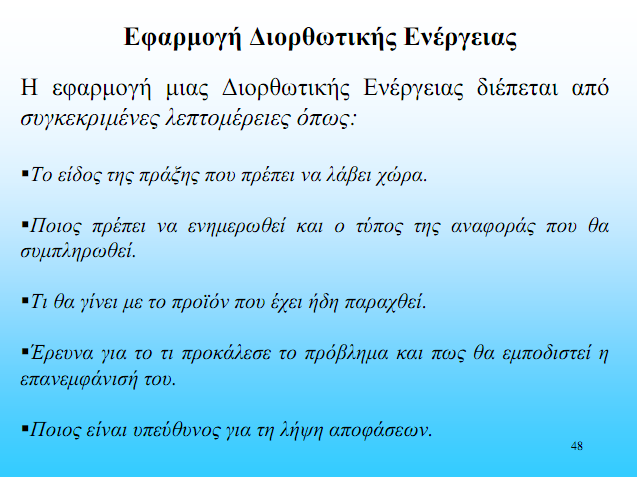 Εφαρμογή Διορθωτικής Ενέργειας
Η εφαρμογή μιας Διορθωτικής Ενέργειας διέπεται από
συγκεκριμένες λεπτομέρειες όπως:
▪Το είδος της πράξης που πρέπει να λάβει χώρα.
▪Ποιος πρέπει να ενημερωθεί και ο τύπος της αναφοράς που θα
συμπληρωθεί.
▪Τι θα γίνει με το προϊόν που έχει ήδη παραχθεί.
▪Έρευνα για το τι προκάλεσε το πρόβλημα και πως θα εμποδιστεί η
επανεμφάνισή του.
▪Ποιος είναι υπεύθυνος για τη λήψη αποφάσεων.
48